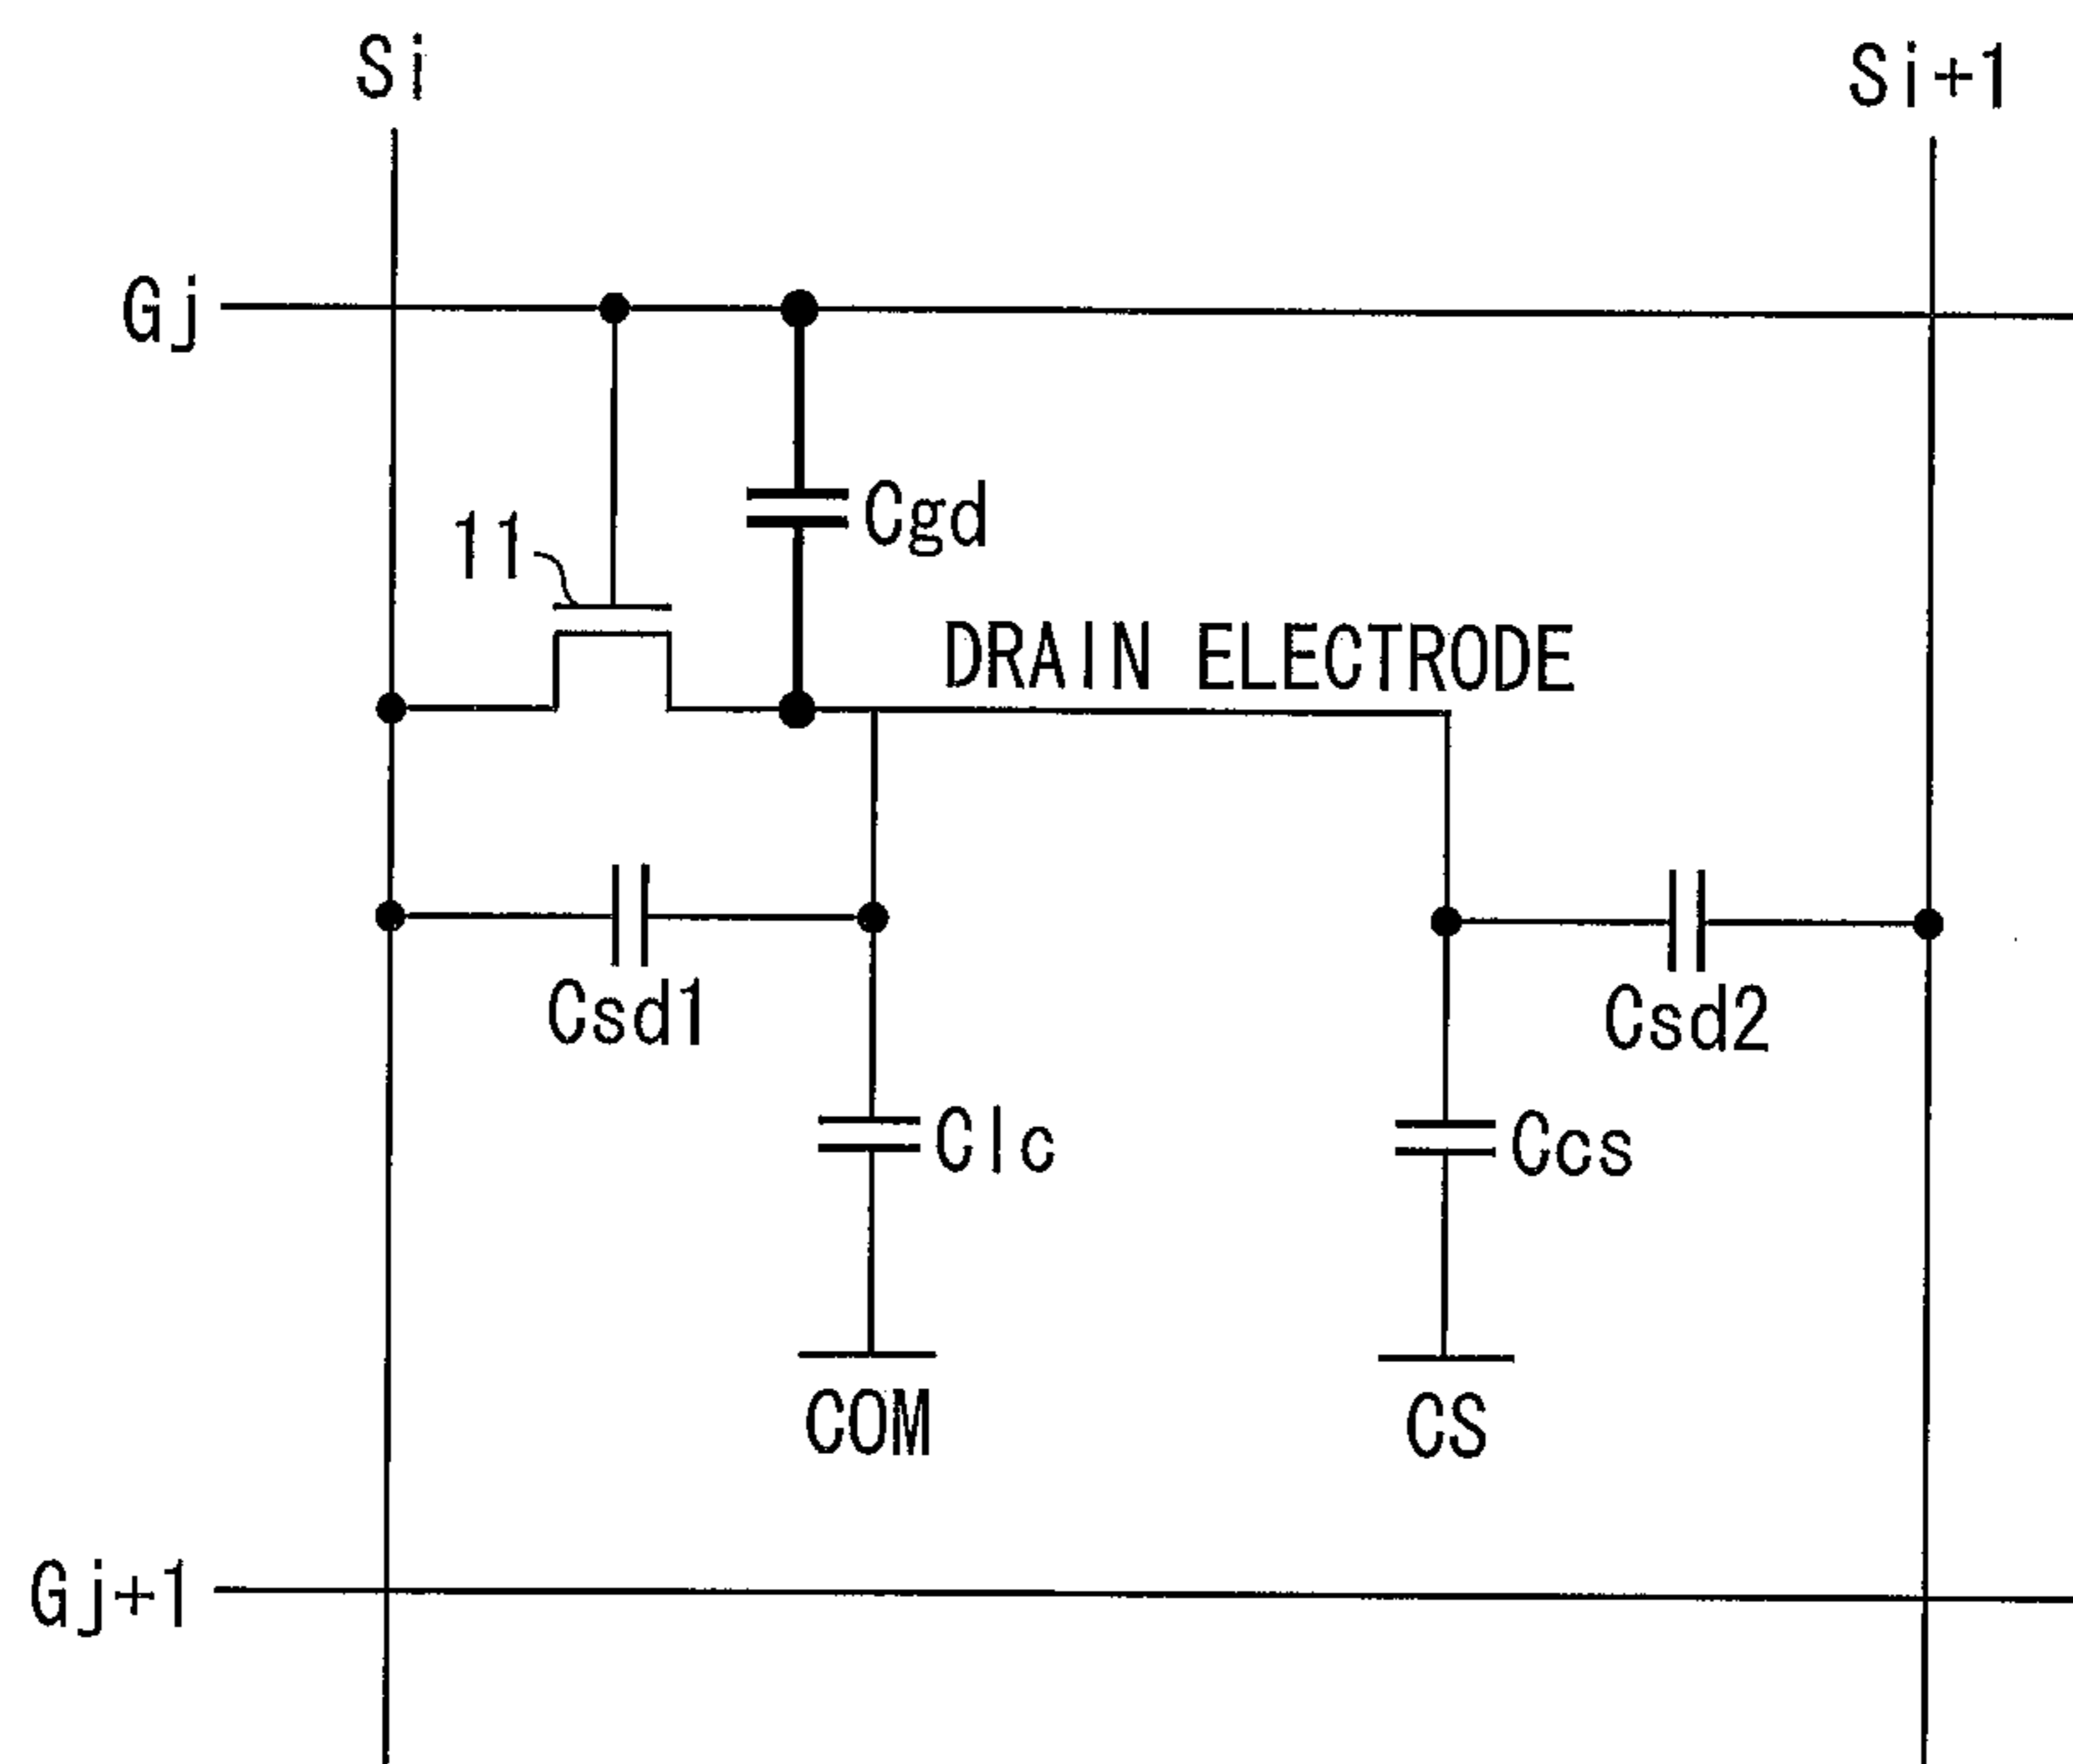 Si
Si+1
Gj
Cgd
11
DRAIN ELECTRODE
Csd1
Csd2
Clc
Ccs
COM
CS
Gj+1